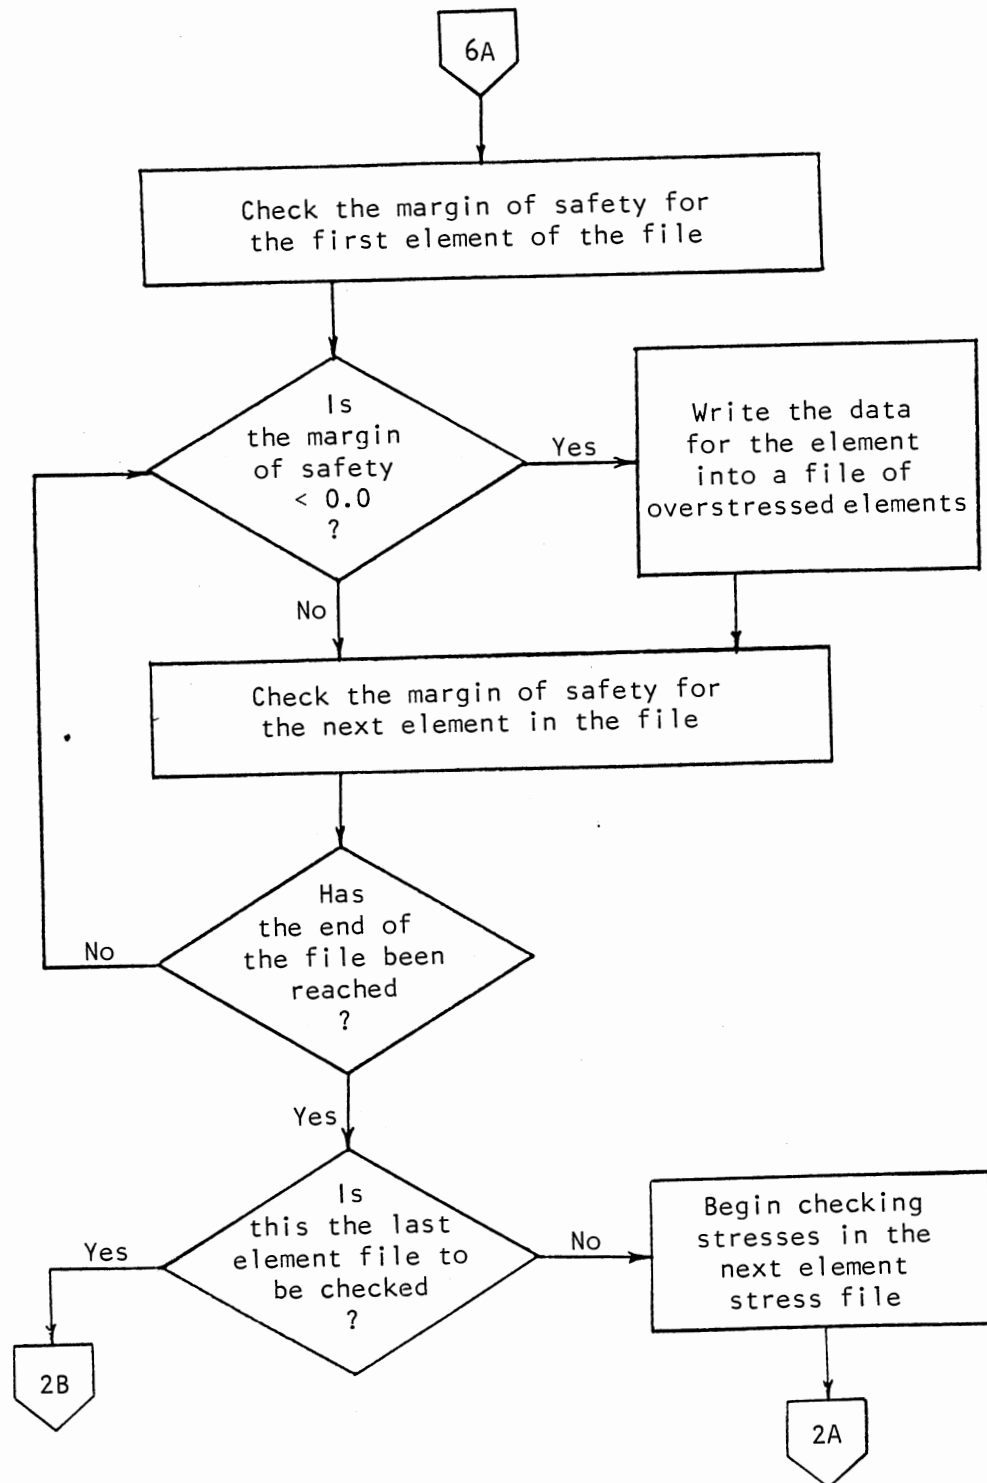 6A
Check the margin of safety for
the first element of the file
Is
the margin
of safety
< 0.0
?
Yes
Write the data
for the element
into a file of
overstressed elements
No
Check the margin of safety for
the next element in the file
Has
the end of
the file been
reached
?
No
Yes
Is
this the last
element file to
be checked
?
Yes
No
Begin checking
stresses in the
next element
stress file
2B
2A